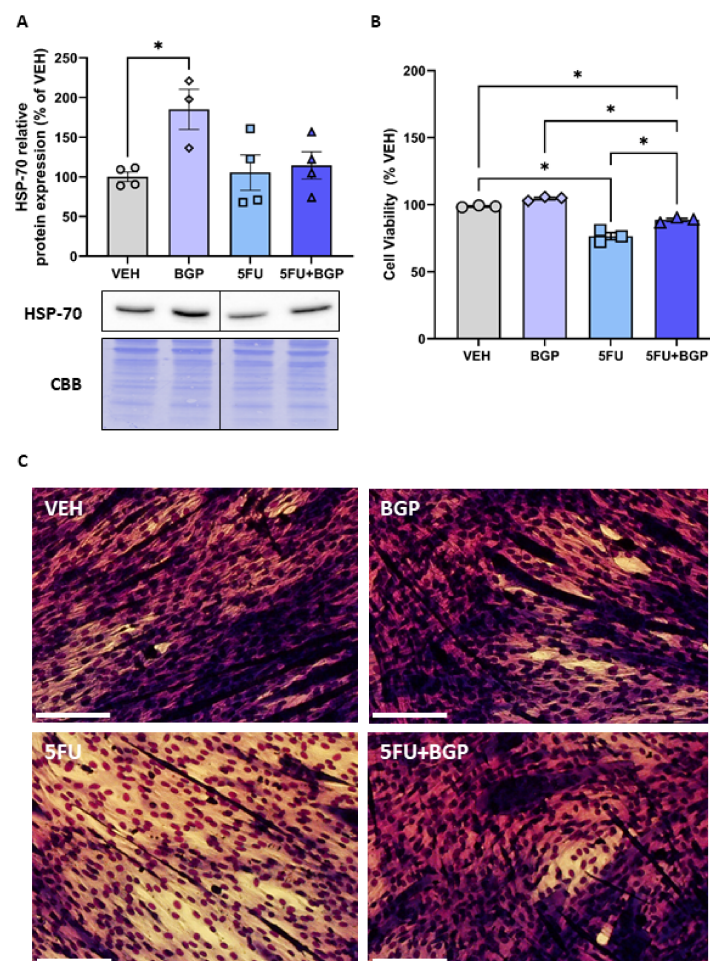 A
HSP-70 relative
protein expression (% of VEH)
250
200
150
100
50
0
*
VEH BGP 5FU 5FU+BGP
HSP-70
CBB
B
Cell Viability (% VEH)
200
150
100
50
0
*
*
*
*
VEH BGP 5FU 5FU+BGP
C
VEH
BGP
5FU
5FU+BGP